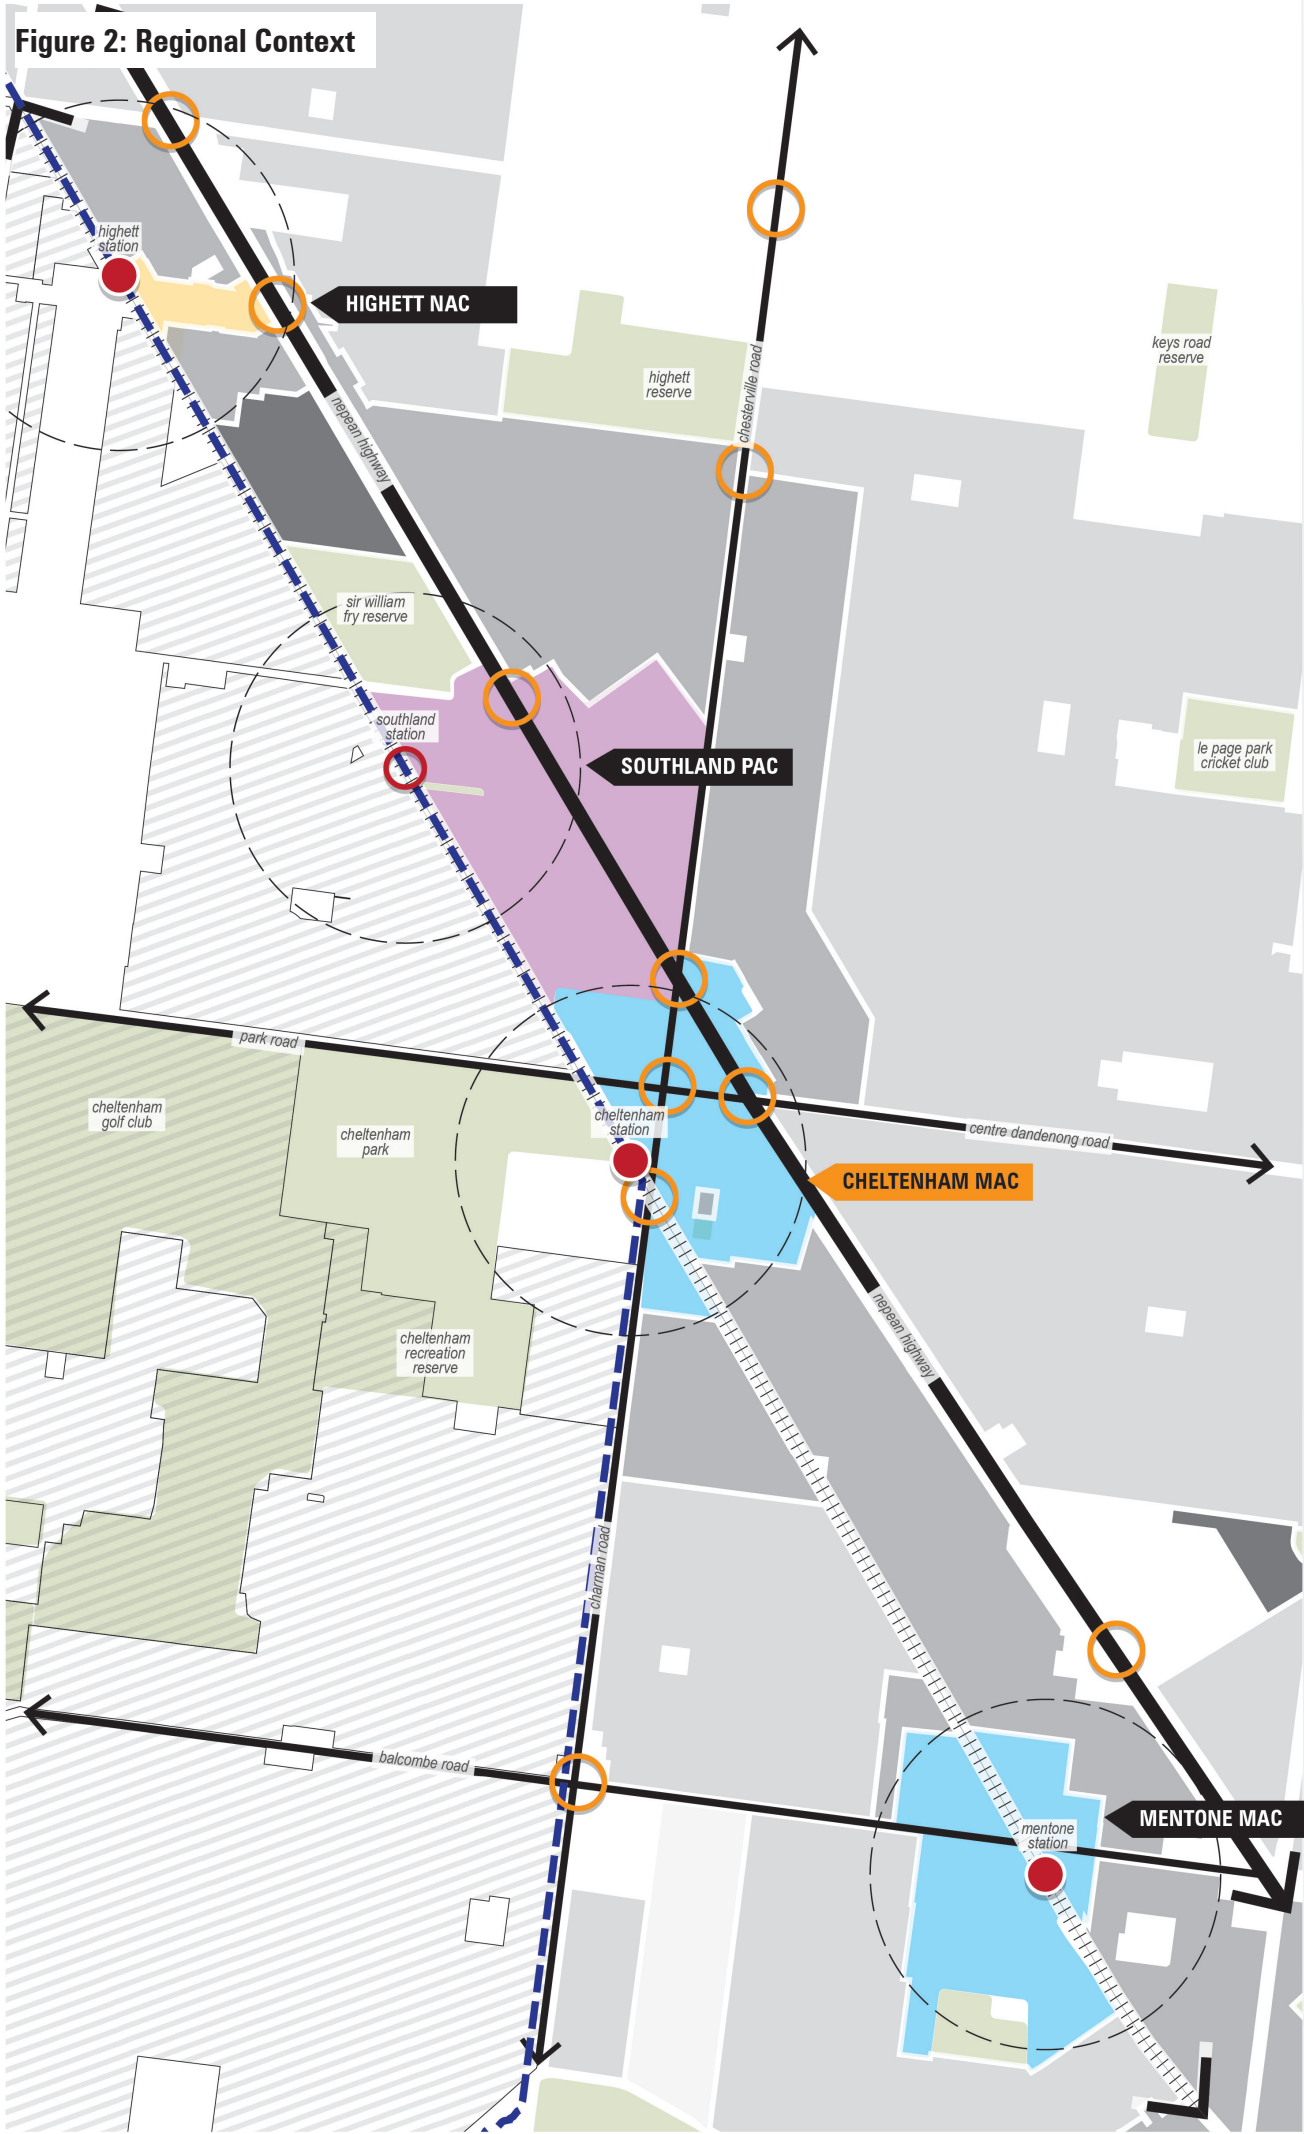 Figure 2: Regional Context
highett
station
HIGHETT NAC
keys road
reserve
highett
reserve
chesterville road
nepean highway
sir william
fry reserve
southland
station
le page park
cricket club
SOUTHLAND PAC
park road
cheltenham
golf club
cheltenham
park
cheltenham
station
centre dandenong road
CHELTENHAM MAC
nepean highway
cheltenham
recreation
reserve
charman road
balcombe road
mentone
station
MENTONE MAC